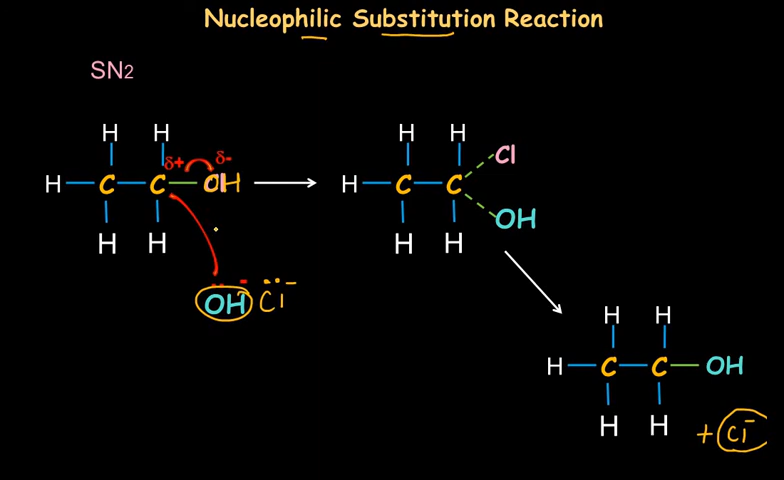 Nucleophilic Substitution Reaction
SN2
H H
δ+ δ-
H C C OH
H H
OH Cl⁻
H H
Cl
H C C
OH
H H
H H
H C C OH
H H
+ Cl⁻